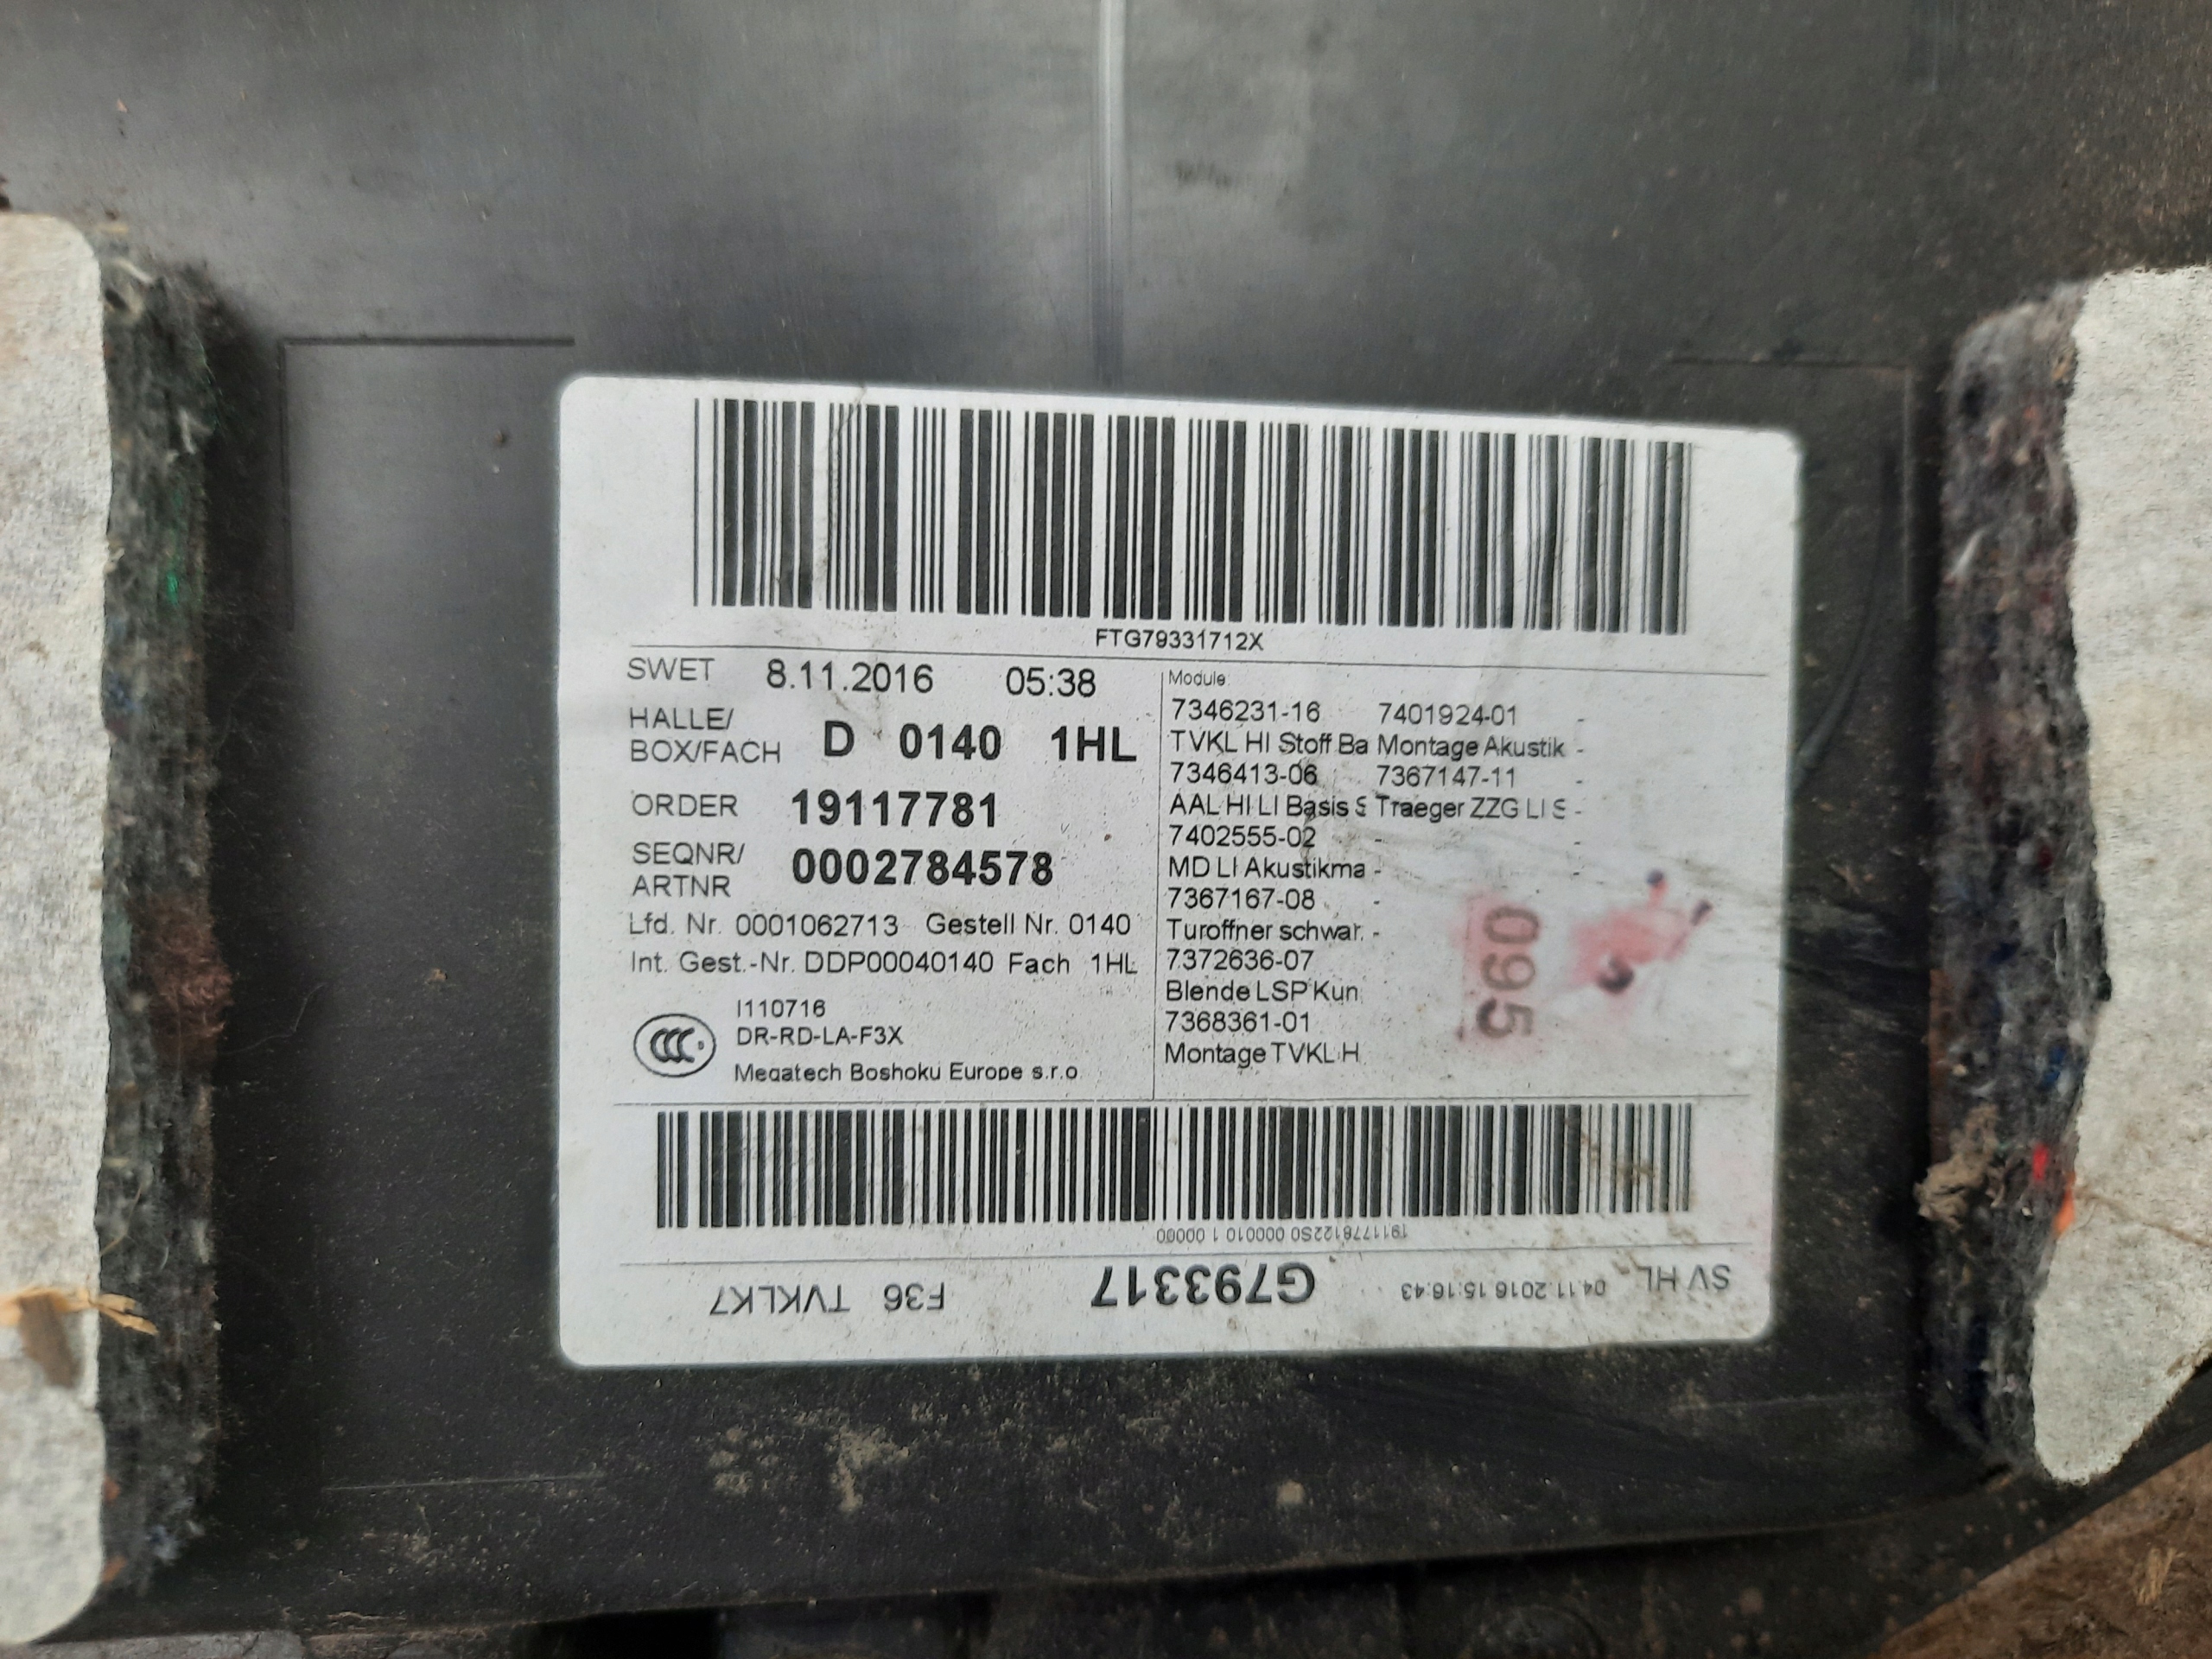 FTG79331712X
SWET 8.11.2016 05:38
HALLE/
BOX/FACH D 0140 1HL
ORDER 19117781
SEQNR/
ARTNR 0002784578
Lfd. Nr. 0001062713 Gestell Nr. 0140
Int. Gest.-Nr. DDP00040140 Fach 1HL
CCC
I110716
DR-RD-LA-F3X
Megatech Boshoku Europe s.r.o
Module:
7346231-16 7401924-01 -
TVKL HI Stoff Ba Montage Akustik -
7346413-06 7367147-11 -
AAL HI LI Basis S Traeger ZZG LI S -
7402555-02 - -
MD LI Akustikma - -
7367167-08 -
Turoffner schwar. -
7372636-07
Blende LSP Kun
7368361-01
Montage TVKL H
095
1911778122S0 000010 1 00000
SV HL 04.11.2016 15:16:43 G793317 F36 TVKLK7